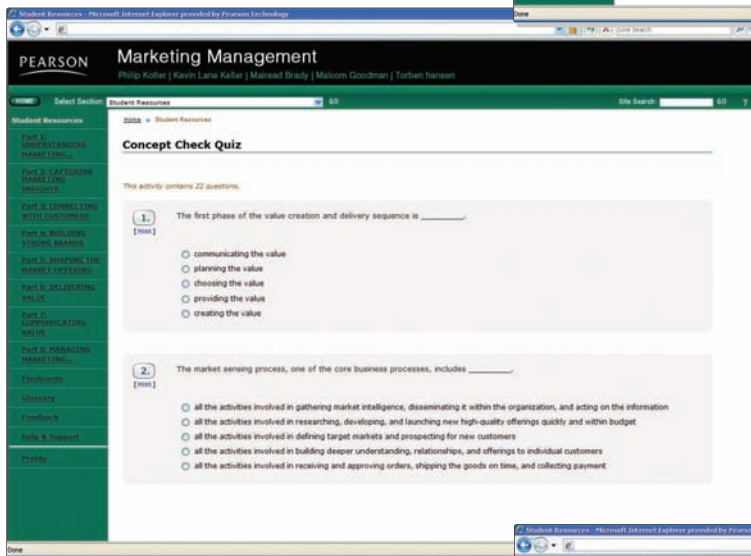 Student Resources - Microsoft Internet Explorer provided by Pearson Technology
Done
Live Search
PEARSON
Marketing Management
Philip Kotler | Kevin Lane Keller | Mairead Brady | Malcom Goodman | Torben hansen
HOME
Select Section:
Student Resources
GO
Site Search:
GO
?
Student Resources
Home > Student Resources
Part 1: UNDERSTANDING MARKETING...
Part 2: CAPTURING MARKETING INSIGHTS
Part 3: CONNECTING WITH CUSTOMERS
Part 4: BUILDING STRONG BRANDS
Part 5: SHAPING THE MARKET OFFERING
Part 6: DELIVERING VALUE
Part 7: COMMUNICATING VALUE
Part 8: MANAGING MARKETING...
Flashcards
Glossary
Feedback
Help & Support
Profile
Concept Check Quiz
This activity contains 22 questions.
1.
The first phase of the value creation and delivery sequence is ________.
[Hint]
communicating the value
planning the value
choosing the value
providing the value
creating the value
2.
The market sensing process, one of the core business processes, includes ________.
[Hint]
all the activities involved in gathering market intelligence, disseminating it within the organization, and acting on the information
all the activities involved in researching, developing, and launching new high-quality offerings quickly and within budget
all the activities involved in defining target markets and prospecting for new customers
all the activities involved in building deeper understanding, relationships, and offerings to individual customers
all the activities involved in receiving and approving orders, shipping the goods on time, and collecting payment
Done
Student Resources - Microsoft Internet Explorer provided by Pearso